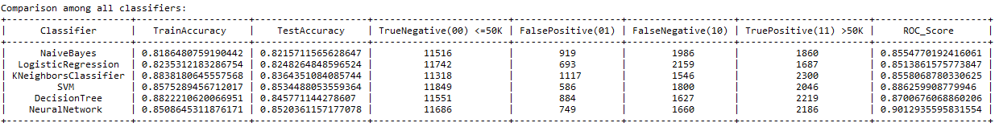 Comparison among all classifiers:
+----------------------+--------------------+--------------------+-------------------------+-------------------+-------------------+------------------------+--------------------+
| Classifier | TrainAccuracy | TestAccuracy | TrueNegative(00) <=50K | FalsePositive(01) | FalseNegative(10) | TruePositive(11) >50K | ROC_Score |
+----------------------+--------------------+--------------------+-------------------------+-------------------+-------------------+------------------------+--------------------+
| NaiveBayes | 0.8186480759190442 | 0.8215711565628647 | 11516 | 919 | 1986 | 1860 | 0.8554770192416061 |
| LogisticRegression | 0.8235312183286754 | 0.8248264848596524 | 11742 | 693 | 2159 | 1687 | 0.8513861575773847 |
| KNeighborsClassifier | 0.8838180645557568 | 0.8364351084085744 | 11318 | 1117 | 1546 | 2300 | 0.8558068780330625 |
| SVM | 0.8575289456712017 | 0.8534488053559364 | 11849 | 586 | 1800 | 2046 | 0.886259908779946 |
| DecisionTree | 0.8822210620066951 | 0.845771144278607 | 11551 | 884 | 1627 | 2219 | 0.8700676068860206 |
| NeuralNetwork | 0.8508645311876171 | 0.8520361157177078 | 11686 | 749 | 1660 | 2186 | 0.9012935595831554 |
+----------------------+--------------------+--------------------+-------------------------+-------------------+-------------------+------------------------+--------------------+